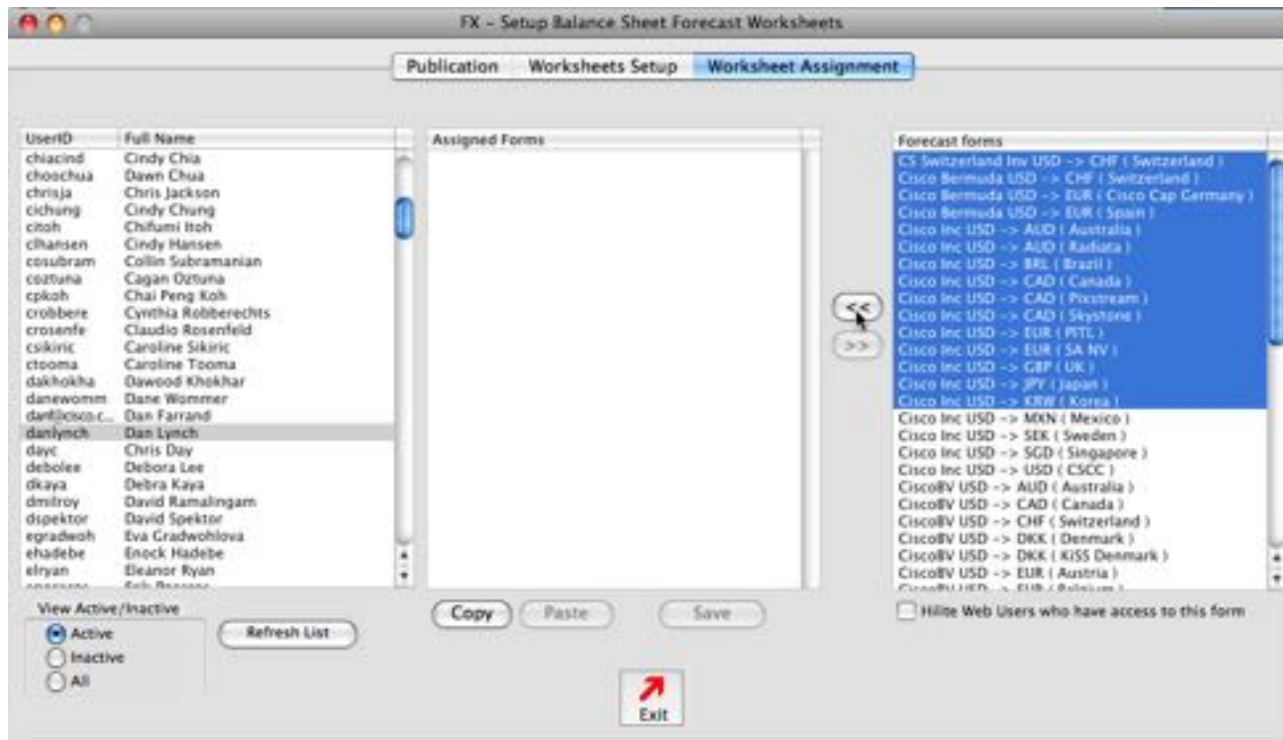 FX - Setup Balance Sheet Forecast Worksheets
Publication Worksheets Setup Worksheet Assignment
UserID Full Name
chiacind Cindy Chia
choochua Dawn Chua
chrisja Chris Jackson
cichung Cindy Chung
citoh Chifumi Itoh
clhansen Cindy Hansen
cosubram Collin Subramanian
coztuna Cagan Oztuna
cpkoh Chai Peng Koh
crobbere Cynthia Robberechts
crosenfe Claudio Rosenfeld
csikiric Caroline Sikiric
ctooma Caroline Tooma
dakhokha Dawood Khokhar
danewomm Dane Wommer
danf@cisco.c... Dan Farrand
danlynch Dan Lynch
dayc Chris Day
debolee Debora Lee
dkaya Debra Kaya
dmilroy David Ramalingam
dspektor David Spektor
egradwoh Eva Gradwohlova
ehadebe Enock Hadebe
elryan Eleanor Ryan
View Active/Inactive
Active
Inactive
All
Refresh List
Assigned Forms
Copy Paste Save
Exit
<<
>>
Forecast forms
CS Switzerland Inv USD -> CHF ( Switzerland )
Cisco Bermuda USD -> CHF ( Switzerland )
Cisco Bermuda USD -> EUR ( Cisco Cap Germany )
Cisco Bermuda USD -> EUR ( Spain )
Cisco Inc USD -> AUD ( Australia )
Cisco Inc USD -> AUD ( Radiata )
Cisco Inc USD -> BRL ( Brazil )
Cisco Inc USD -> CAD ( Canada )
Cisco Inc USD -> CAD ( Pixstream )
Cisco Inc USD -> CAD ( Skystone )
Cisco Inc USD -> EUR ( PITL )
Cisco Inc USD -> EUR ( SA NV )
Cisco Inc USD -> GBP ( UK )
Cisco Inc USD -> JPY ( Japan )
Cisco Inc USD -> KRW ( Korea )
Cisco Inc USD -> MXN ( Mexico )
Cisco Inc USD -> SEK ( Sweden )
Cisco Inc USD -> SGD ( Singapore )
Cisco Inc USD -> USD ( CSCC )
CiscoBV USD -> AUD ( Australia )
CiscoBV USD -> CAD ( Canada )
CiscoBV USD -> CHF ( Switzerland )
CiscoBV USD -> DKK ( Denmark )
CiscoBV USD -> DKK ( KiSS Denmark )
CiscoBV USD -> EUR ( Austria )
CiscoBV USD -> EUR ( Belgium )
Hilite Web Users who have access to this form